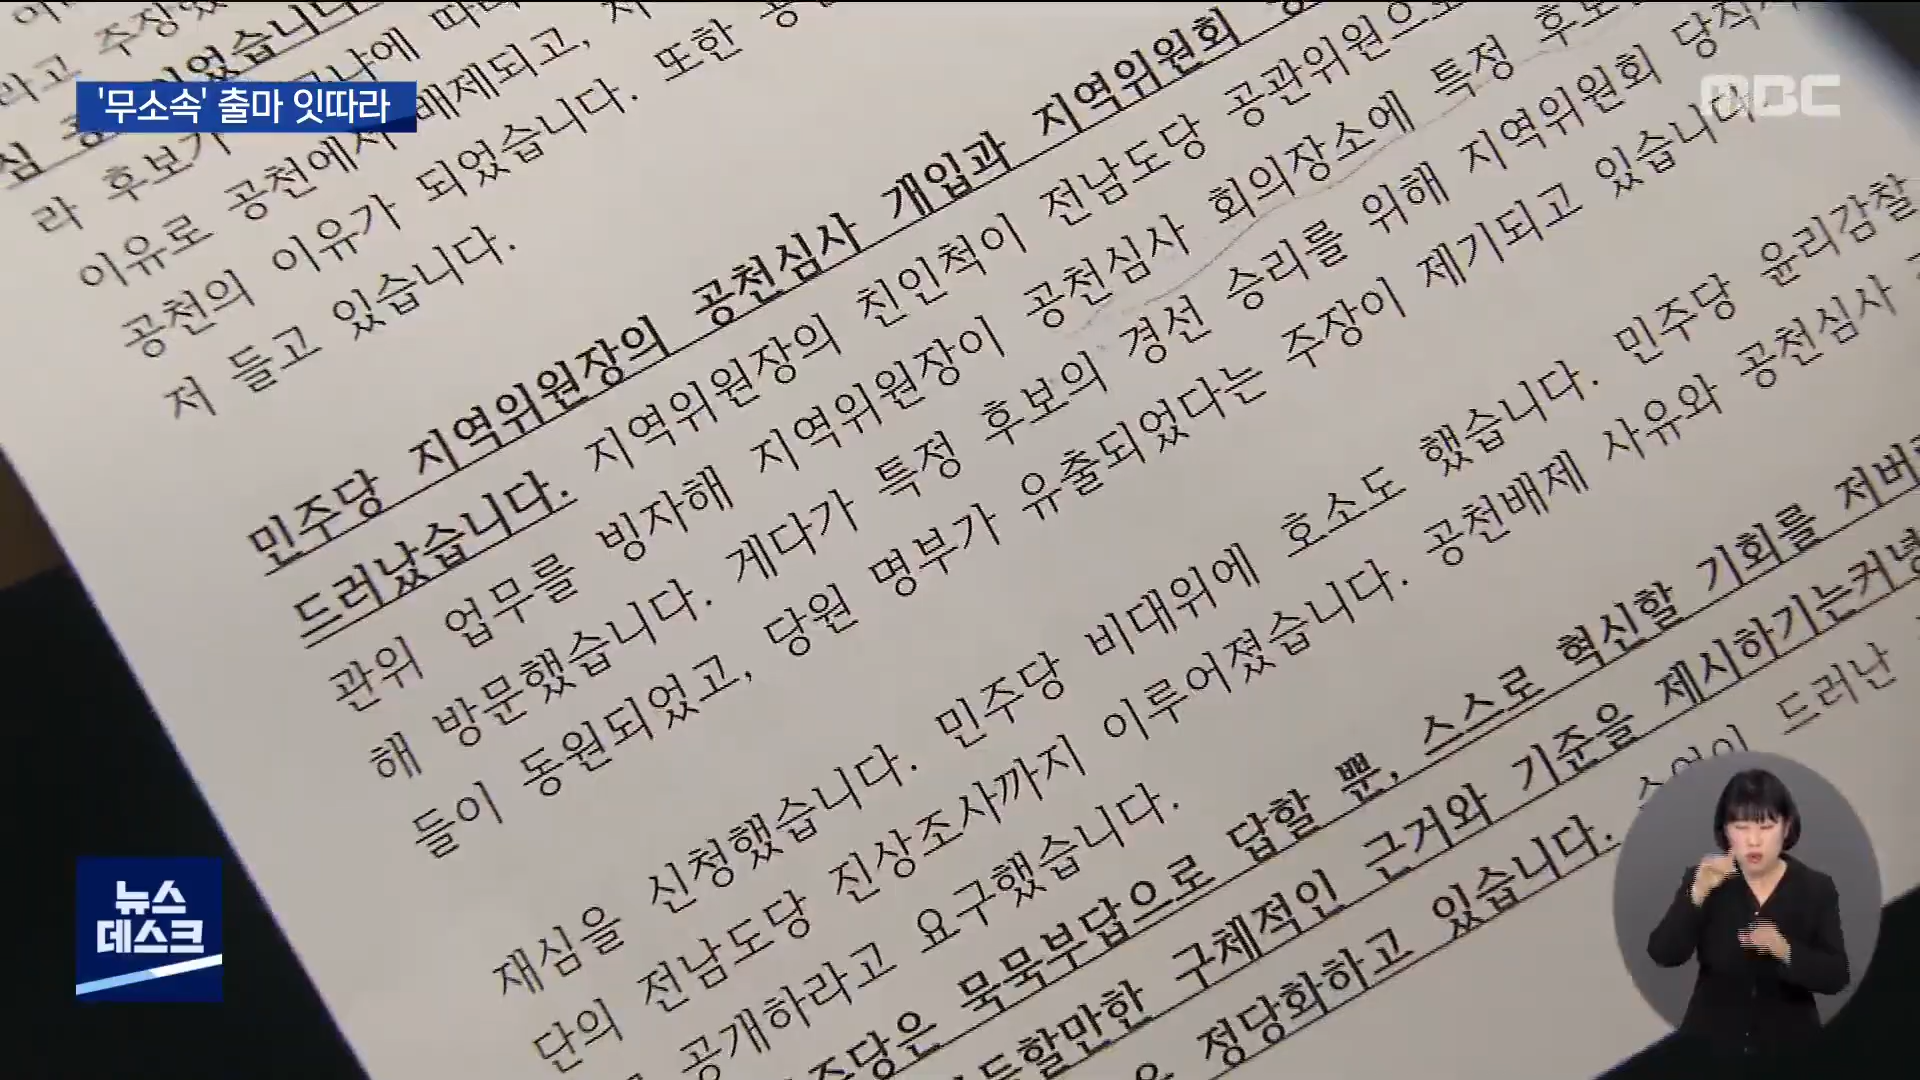 라고 주장
'무소속' 출마 잇따라
MBC
라 후보가
이유로 공천에서 배제되고,
공천의 이유가 되었습니다. 또한
저 들고 있습니다.
민주당 지역위원장의 공천심사 개입과 지역위원회
드러났습니다. 지역위원장의 친인척이 전남도당 공관위원으로
관위 업무를 빙자해 지역위원장이 공천심사 회의장소에 특정 후보
해 방문했습니다. 게다가 특정 후보의 경선 승리를 위해 지역위원회 당직자
들이 동원되었고, 당원 명부가 유출되었다는 주장이 제기되고 있습니다.
재심을 신청했습니다. 민주당 비대위에 호소도 했습니다. 민주당 윤리감찰
단의 전남도당 진상조사까지 이루어졌습니다. 공천배제 사유와 공천심사
공개하라고 요구했습니다.
주당은 묵묵부답으로 답할 뿐, 스스로 혁신할 기회를 저버
득할만한 구체적인 근거와 기준을 제시하기는커녕
정당화하고 있습니다. 드러난
뉴스
데스크